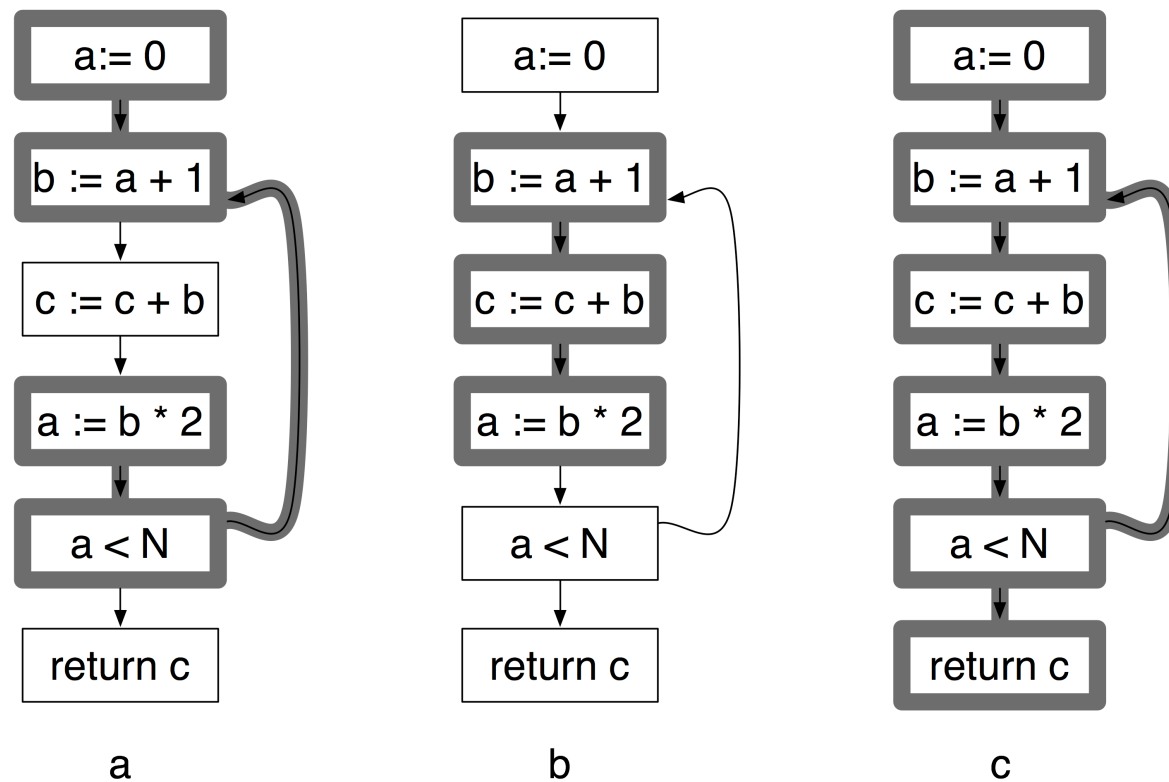 a:= 0
b := a + 1
c := c + b
a := b * 2
a < N
return c
a
a:= 0
b := a + 1
c := c + b
a := b * 2
a < N
return c
b
a:= 0
b := a + 1
c := c + b
a := b * 2
a < N
return c
c